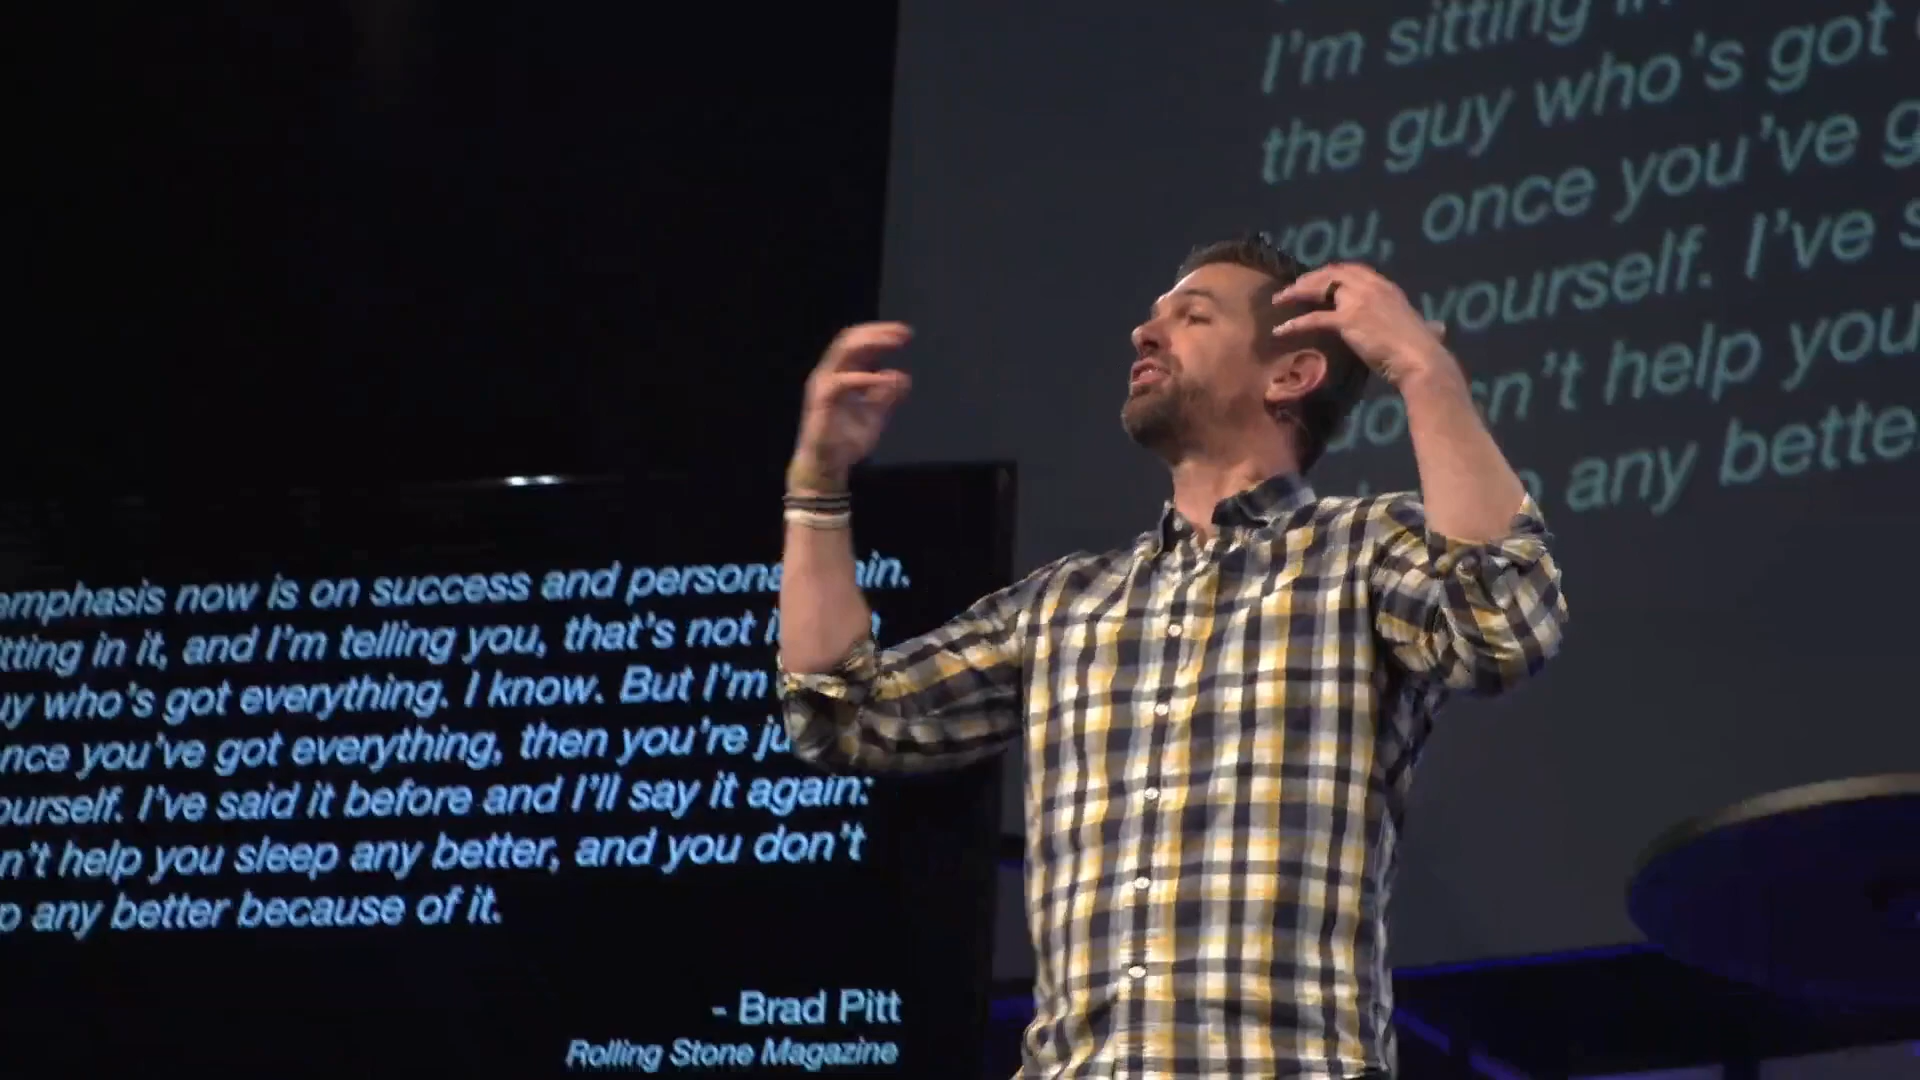 emphasis now is on success and personal
itting in it, and I'm telling you, that's not
uy who's got everything. I know. But I'm
nce you've got everything, then you're ju
ourself. I've said it before and I'll say it again:
n't help you sleep any better, and you don't
p any better because of it.
- Brad Pitt
Rolling Stone Magazine
I'm sitting in
the guy who's got
you, once you've g
yourself. I've s
n't help you
any bette